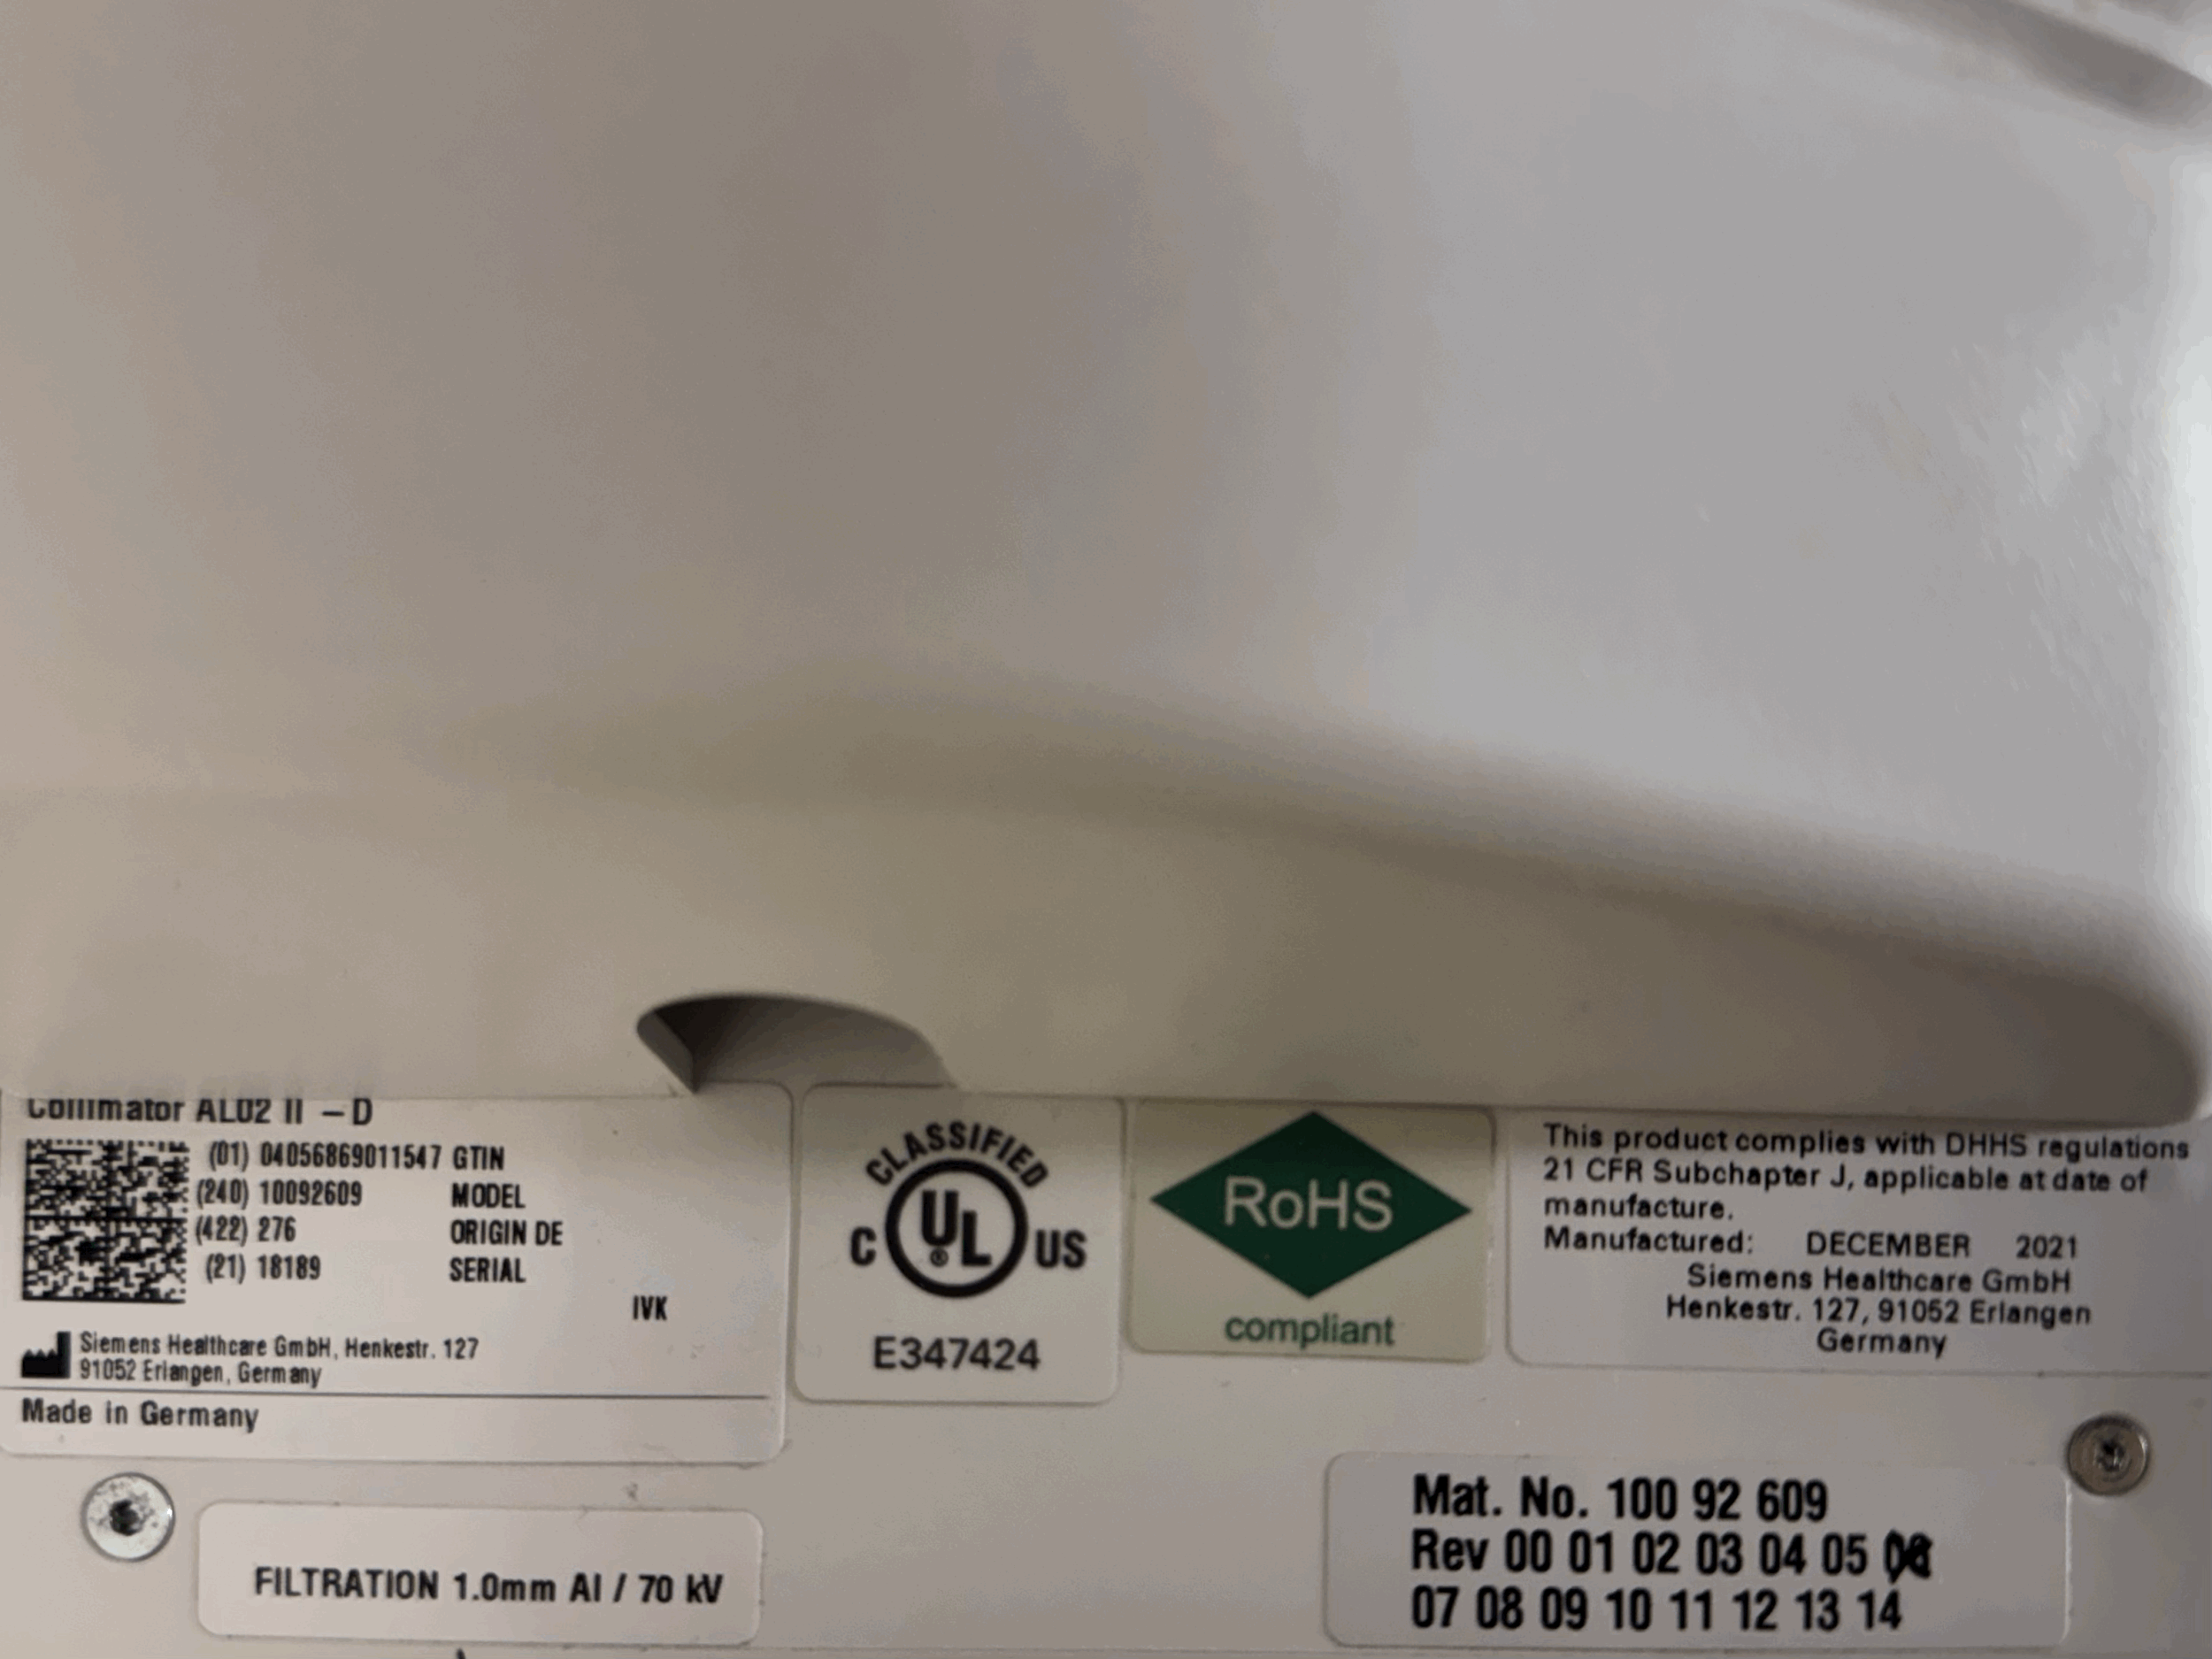 Collimator AL02 II – D
(01) 04056869011547 GTIN
(240) 10092609 MODEL
(422) 276 ORIGIN DE
(21) 18189 SERIAL
IVK
Siemens Healthcare GmbH, Henkestr. 127
91052 Erlangen, Germany
Made in Germany
CLASSIFIED
C UL ® US
E347424
RoHS
compliant
This product complies with DHHS regulations
21 CFR Subchapter J, applicable at date of
manufacture.
Manufactured: DECEMBER 2021
Siemens Healthcare GmbH
Henkestr. 127, 91052 Erlangen
Germany
FILTRATION 1.0mm Al / 70 kV
Mat. No. 100 92 609
Rev 00 01 02 03 04 05 06
07 08 09 10 11 12 13 14